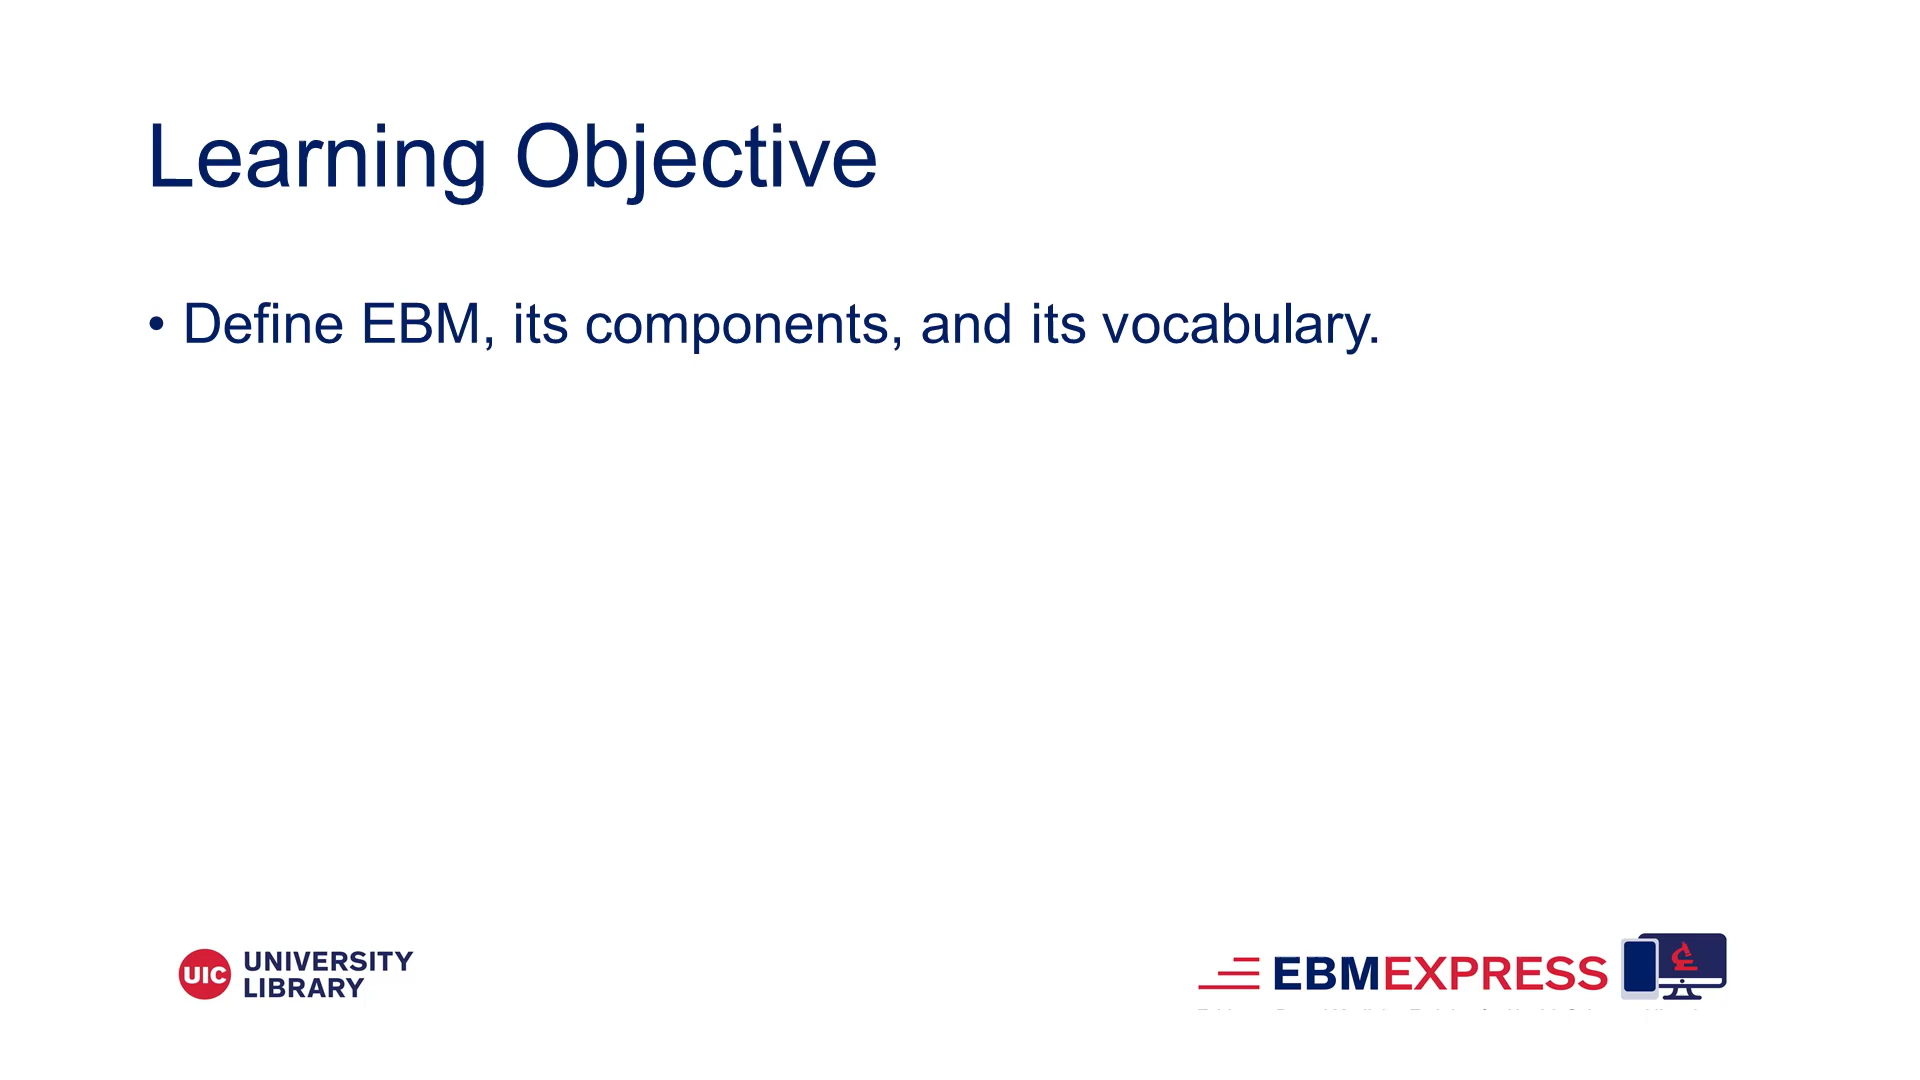 Learning Objective
• Define EBM, its components, and its vocabulary.
UIC UNIVERSITY
LIBRARY
EBMEXPRESS